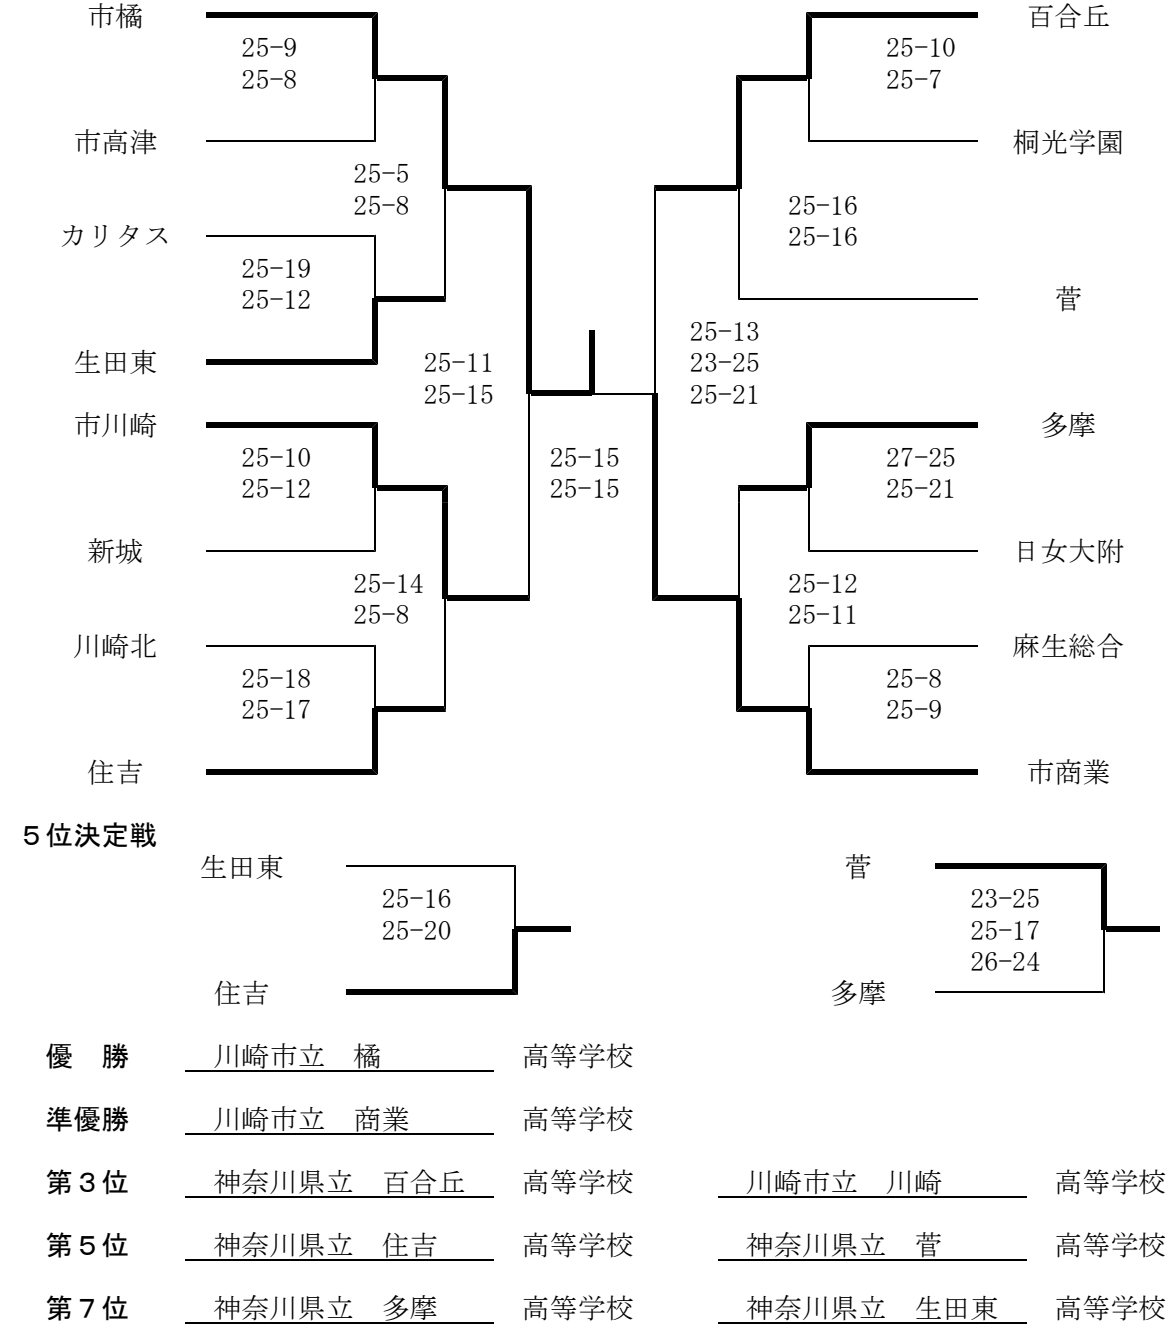 市橘
百合丘
25-9
25-10
25-8
25-7
市高津
桐光学園
25-5
25-8
25-16
25-16
カリタス
25-19
25-12
菅
25-13
23-25
25-21
生田東
25-11
25-15
市川崎
多摩
25-10
25-12
25-15
25-15
27-25
25-21
新城
日女大附
25-14
25-8
25-12
25-11
川崎北
麻生総合
25-18
25-17
25-8
25-9
住吉
市商業
５位決定戦
生田東
菅
25-16
25-20
23-25
25-17
26-24
住吉
多摩
優　勝　川崎市立　橘　高等学校
準優勝　川崎市立　商業　高等学校
第３位　神奈川県立　百合丘　高等学校　川崎市立　川崎　高等学校
第５位　神奈川県立　住吉　高等学校　神奈川県立　菅　高等学校
第７位　神奈川県立　多摩　高等学校　神奈川県立　生田東　高等学校